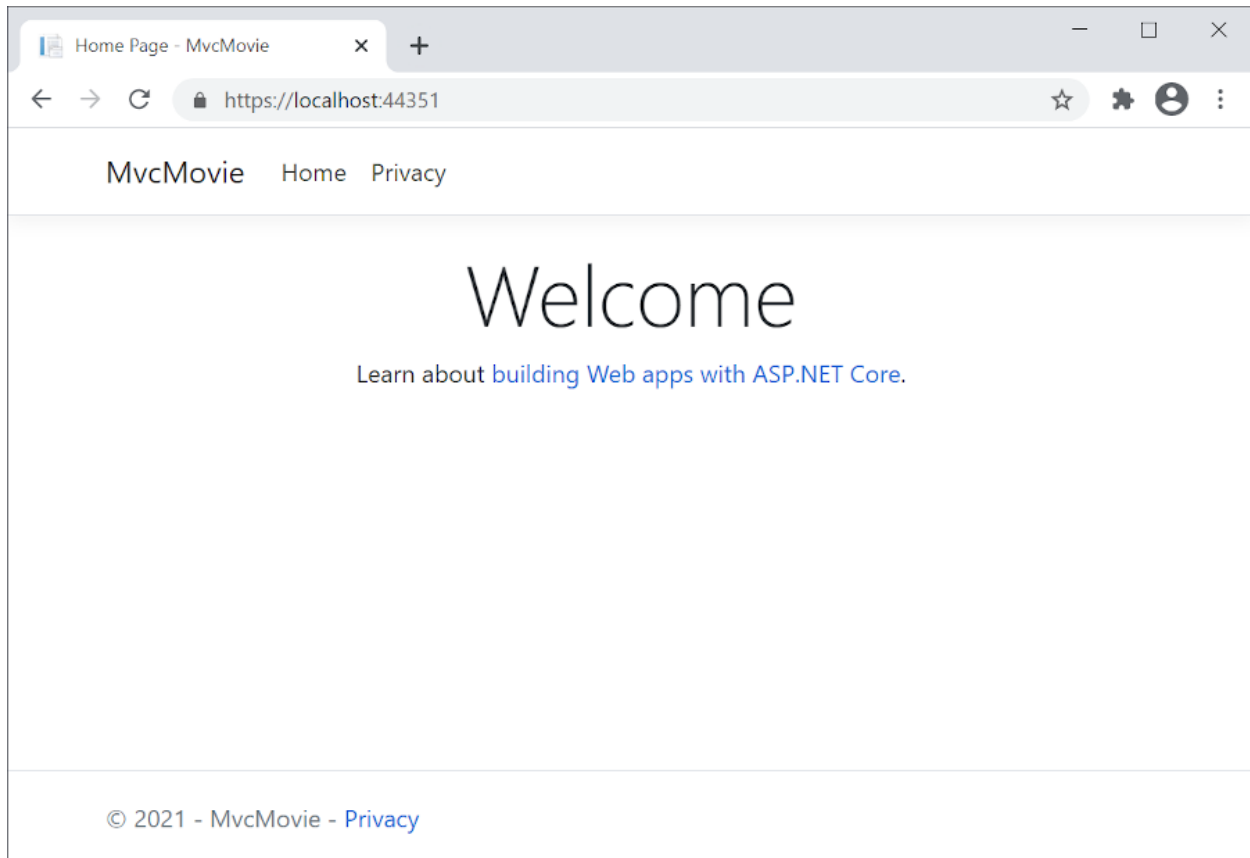 Home Page - MvcMovie
https://localhost:44351
MvcMovie Home Privacy
Welcome
Learn about building Web apps with ASP.NET Core.
© 2021 - MvcMovie - Privacy